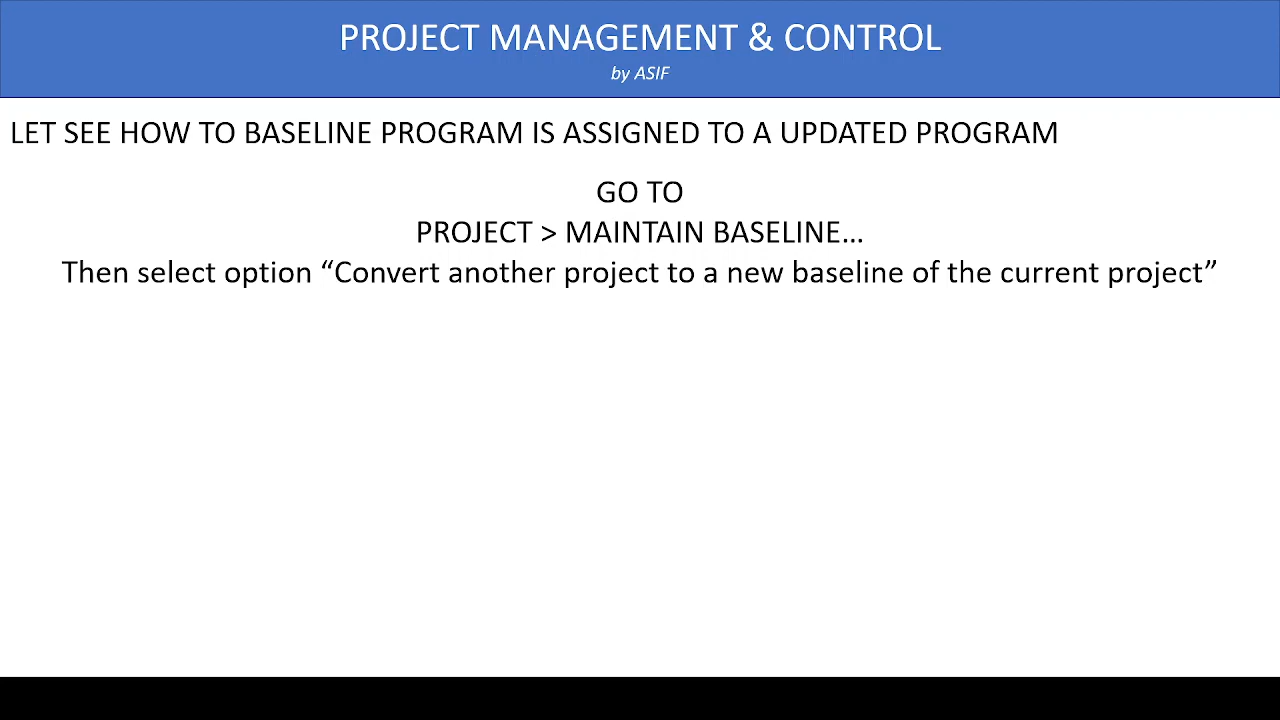 PROJECT MANAGEMENT & CONTROL
by ASIF
LET SEE HOW TO BASELINE PROGRAM IS ASSIGNED TO A UPDATED PROGRAM
GO TO
PROJECT > MAINTAIN BASELINE…
Then select option “Convert another project to a new baseline of the current project”